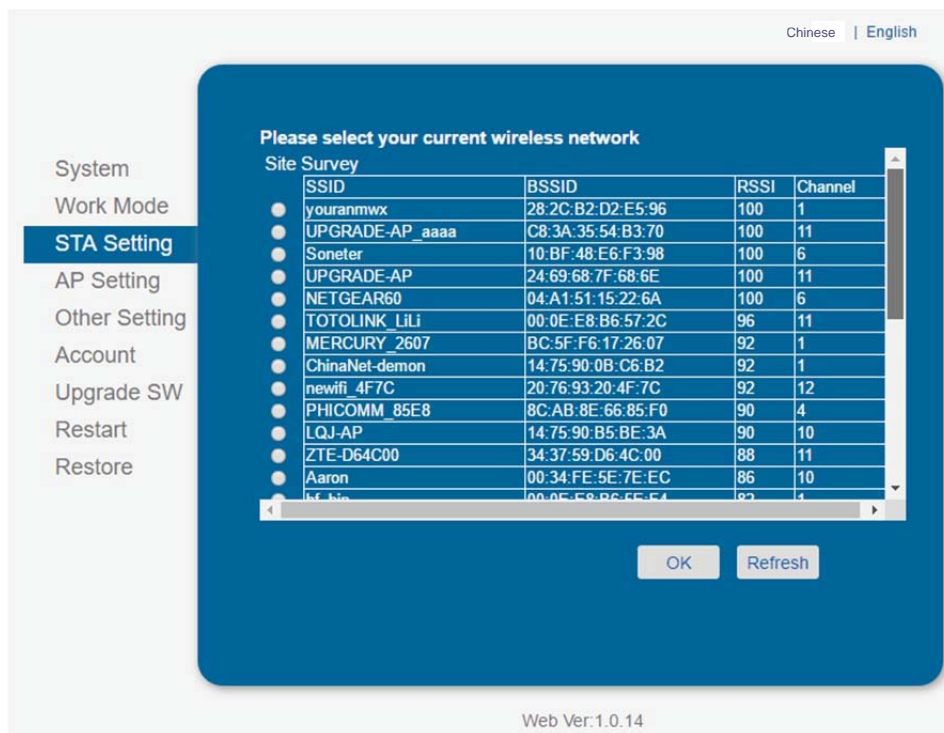 Chinese | English
Please select your current wireless network
Site Survey
SSID BSSID RSSI Channel
youranmwx 28:2C:B2:D2:E5:96 100 1
UPGRADE-AP_aaaa C8:3A:35:54:B3:70 100 11
Soneter 10:BF:48:E6:F3:98 100 6
UPGRADE-AP 24:69:68:7F:68:6E 100 11
NETGEAR60 04:A1:51:15:22:6A 100 6
TOTOLINK_LiLi 00:0E:E8:B6:57:2C 96 11
MERCURY_2607 BC:5F:F6:17:26:07 92 1
ChinaNet-demon 14:75:90:0B:C6:B2 92 1
newifi_4F7C 20:76:93:20:4F:7C 92 12
PHICOMM_85E8 8C:AB:8E:66:85:F0 90 4
LQJ-AP 14:75:90:B5:BE:3A 90 10
ZTE-D64C00 34:37:59:D6:4C:00 88 11
Aaron 00:34:FE:5E:7E:EC 86 10
System
Work Mode
STA Setting
AP Setting
Other Setting
Account
Upgrade SW
Restart
Restore
OK Refresh
Web Ver:1.0.14